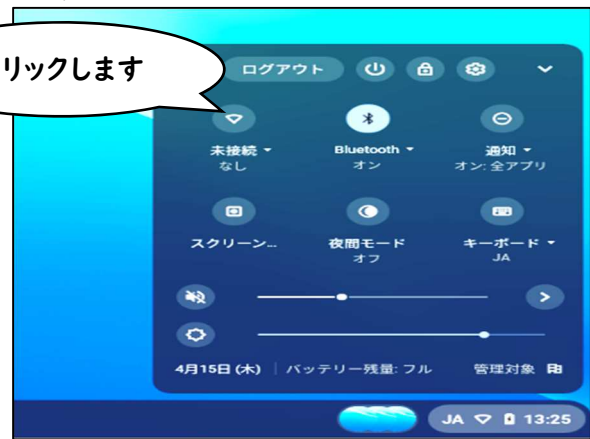 リックします
ログアウト
未接続
なし
Bluetooth
オン
通知
オン: 全アプリ
スクリーン...
夜間モード
オフ
キーボード
JA
4月15日 (木)
バッテリー残量: フル
管理対象
JA
13:25